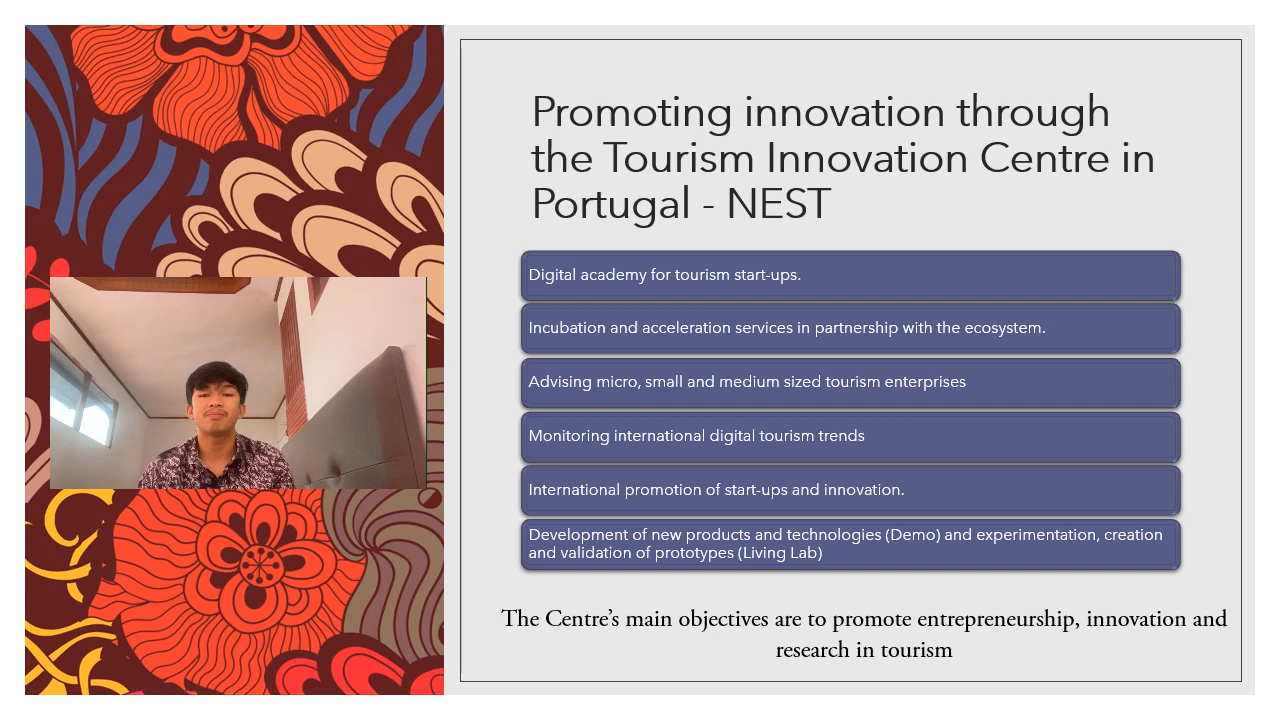 Promoting innovation through
the Tourism Innovation Centre in
Portugal - NEST
Digital academy for tourism start-ups.
Incubation and acceleration services in partnership with the ecosystem.
Advising micro, small and medium sized tourism enterprises
Monitoring international digital tourism trends
International promotion of start-ups and innovation.
Development of new products and technologies (Demo) and experimentation, creation
and validation of prototypes (Living Lab)
The Centre’s main objectives are to promote entrepreneurship, innovation and
research in tourism